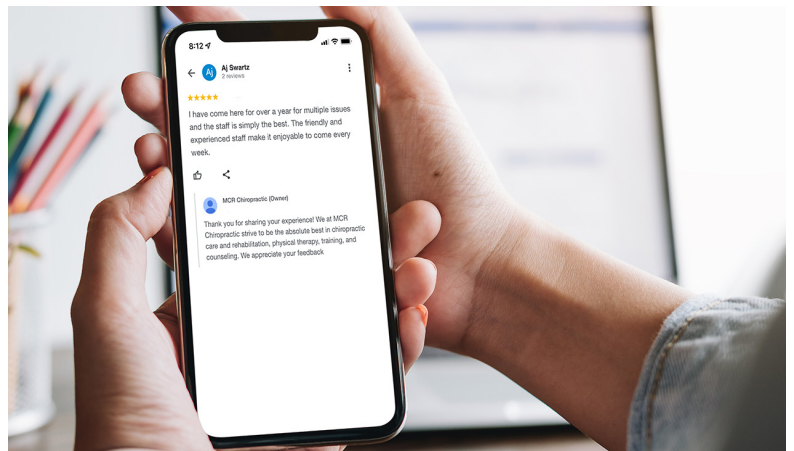 8:12
Aj Swartz
Aj
2 reviews
I have come here for over a year for multiple issues
and the staff is simply the best. The friendly and
experienced staff make it enjoyable to come every
week.
MCR Chiropractic (Owner)
Thank you for sharing your experience! We at MCR
Chiropractic strive to be the absolute best in chiropractic
care and rehabilitation, physical therapy, training, and
counseling. We appreciate your feedback